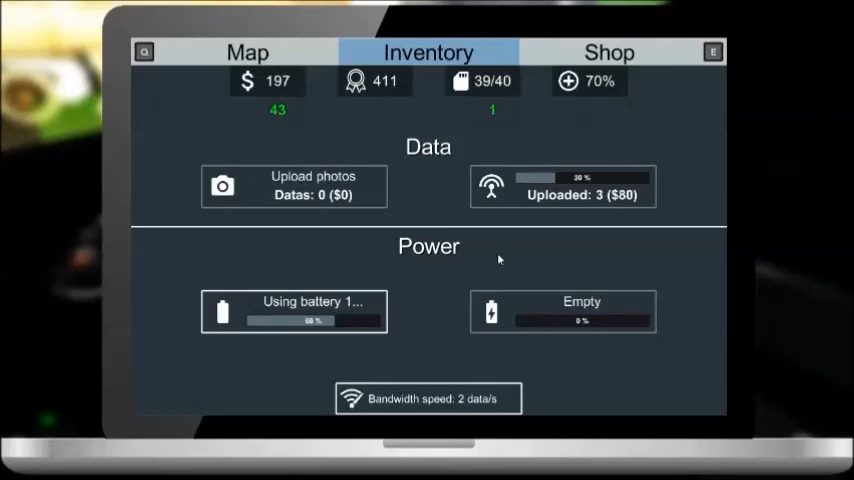 Q Map Inventory Shop E
$ 197 411 39/40 70%
43 1
Data
Upload photos
Datas: 0 ($0)
30 %
Uploaded: 3 ($80)
Power
Using battery 1...
66 %
Empty
0 %
Bandwidth speed: 2 data/s